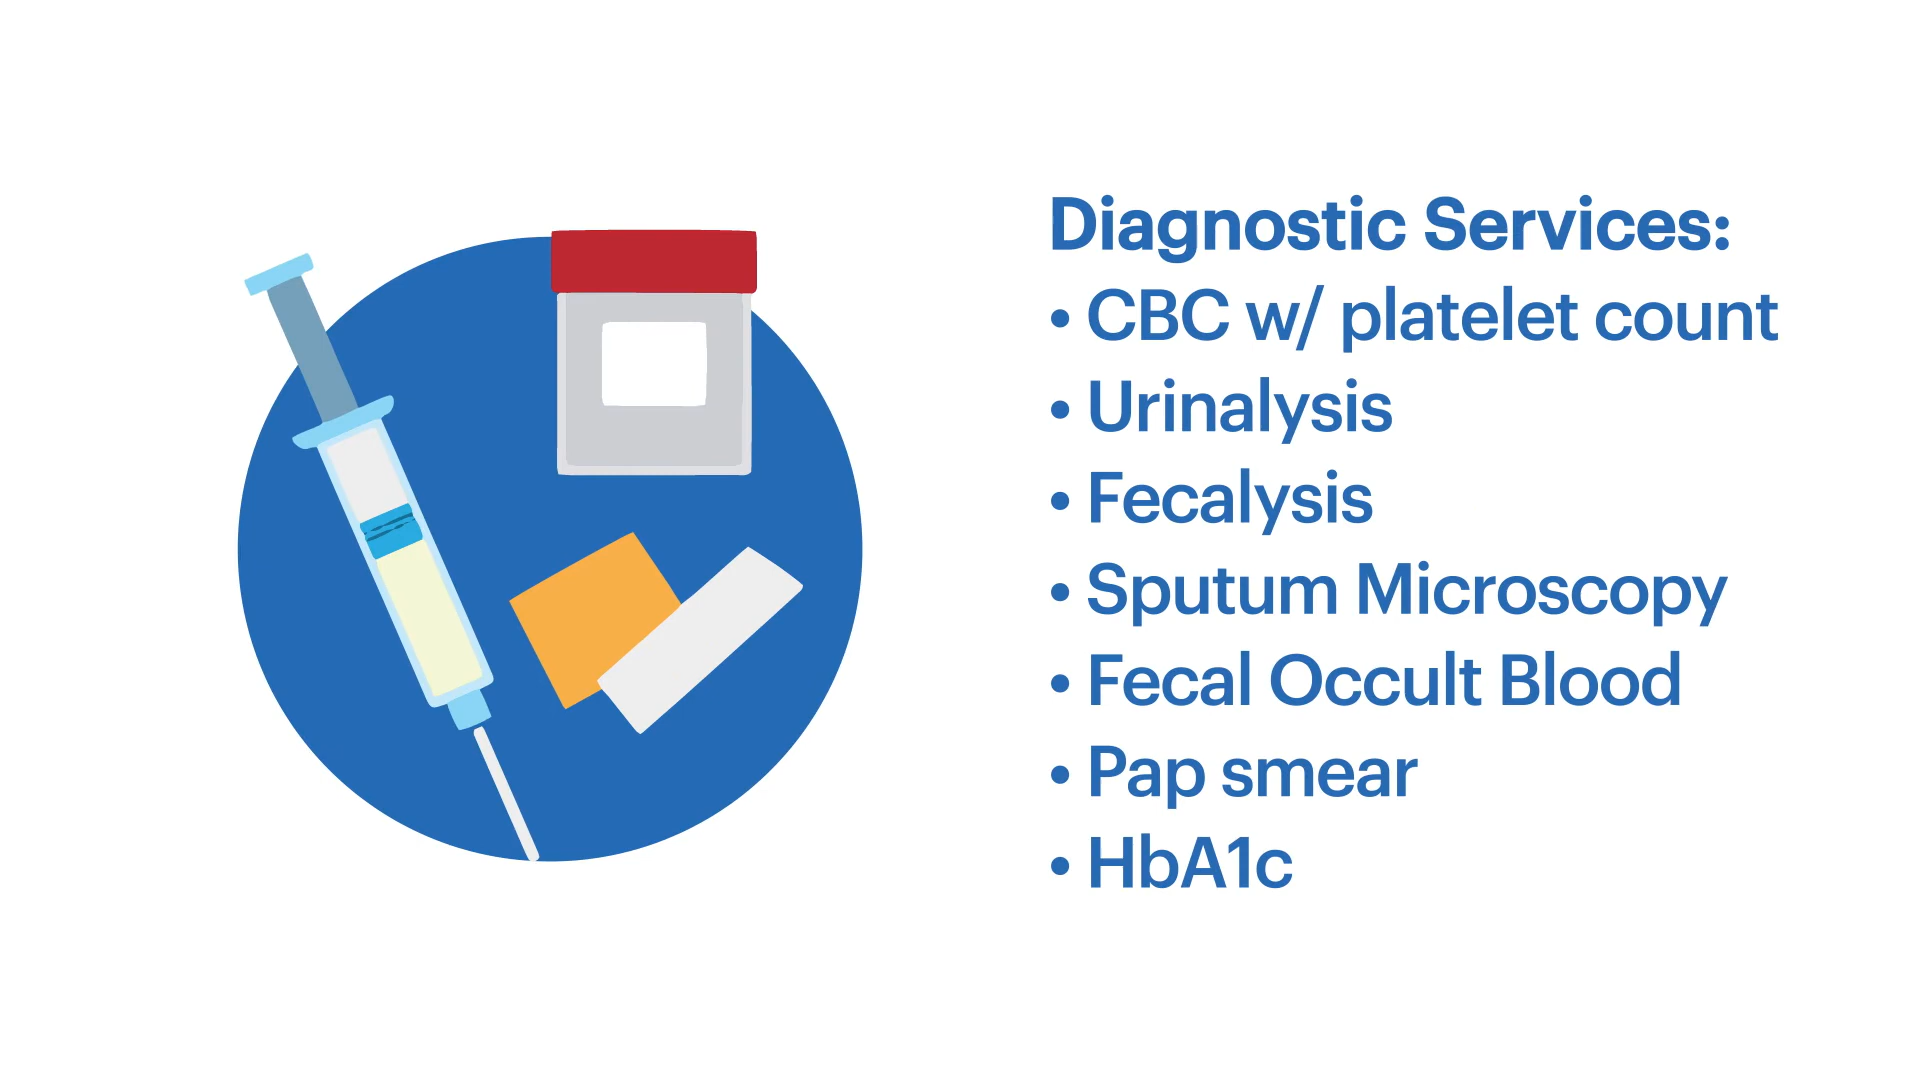 Diagnostic Services:
• CBC w/ platelet count
• Urinalysis
• Fecalysis
• Sputum Microscopy
• Fecal Occult Blood
• Pap smear
• HbA1c